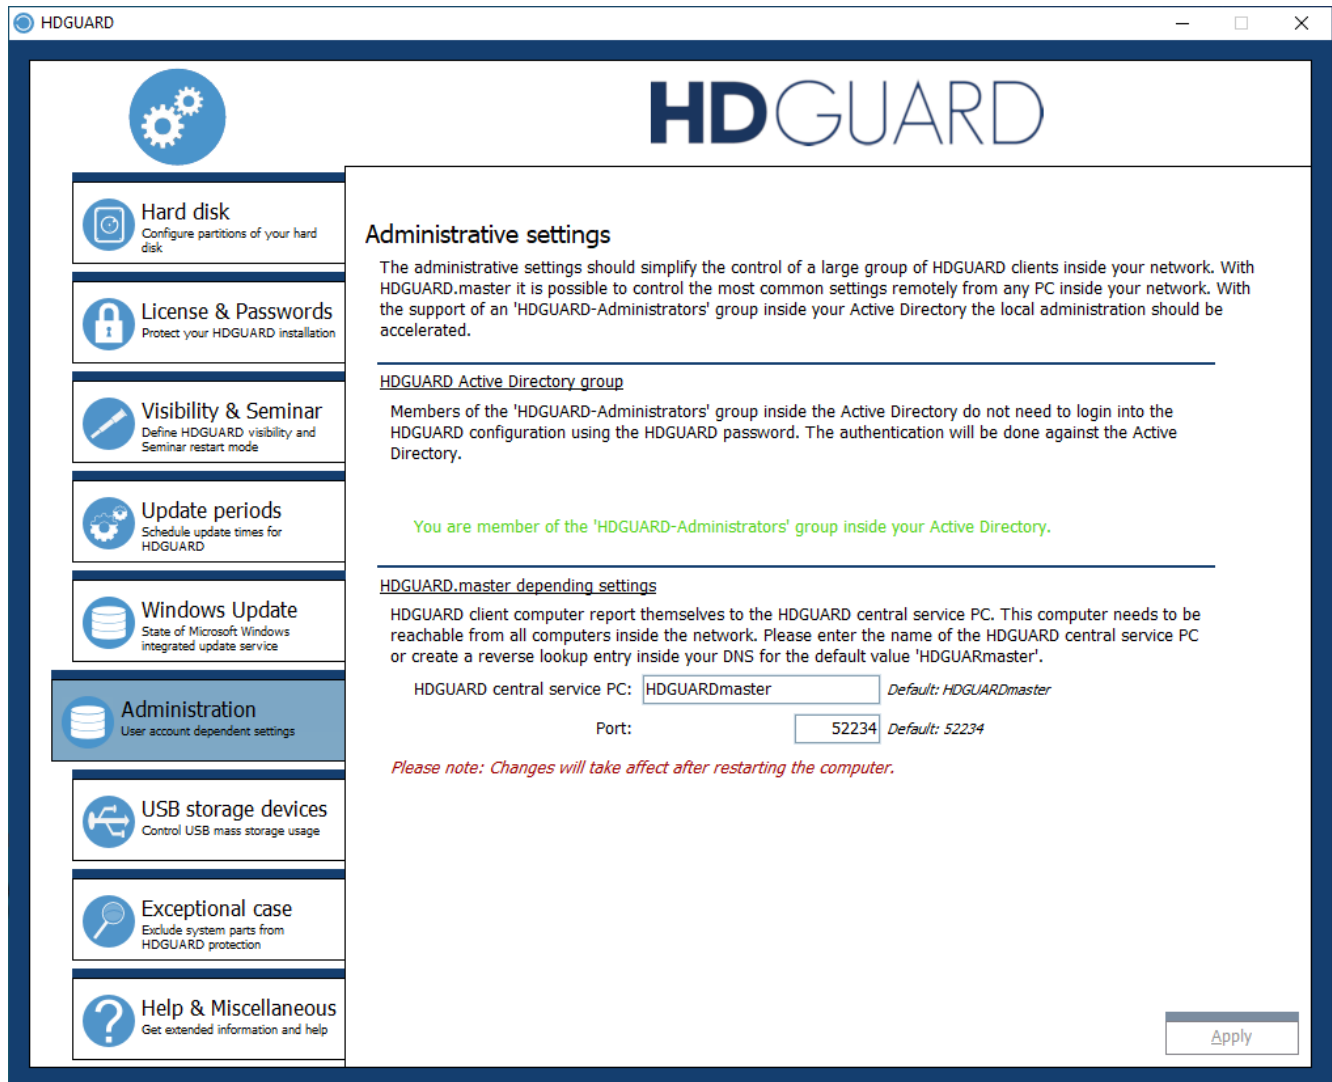 HDGUARD
HDGUARD
Hard disk
Configure partitions of your hard
disk
License & Passwords
Protect your HDGUARD installation
Visibility & Seminar
Define HDGUARD visibility and
Seminar restart mode
Update periods
Schedule update times for
HDGUARD
Windows Update
State of Microsoft Windows
integrated update service
Administration
User account dependent settings
USB storage devices
Control USB mass storage usage
Exceptional case
Exclude system parts from
HDGUARD protection
Help & Miscellaneous
Get extended information and help
Administrative settings
The administrative settings should simplify the control of a large group of HDGUARD clients inside your network. With
HDGUARD.master it is possible to control the most common settings remotely from any PC inside your network. With
the support of an 'HDGUARD-Administrators' group inside your Active Directory the local administration should be
accelerated.
HDGUARD Active Directory group
Members of the 'HDGUARD-Administrators' group inside the Active Directory do not need to login into the
HDGUARD configuration using the HDGUARD password. The authentication will be done against the Active
Directory.
You are member of the 'HDGUARD-Administrators' group inside your Active Directory.
HDGUARD.master depending settings
HDGUARD client computer report themselves to the HDGUARD central service PC. This computer needs to be
reachable from all computers inside the network. Please enter the name of the HDGUARD central service PC
or create a reverse lookup entry inside your DNS for the default value 'HDGUARmaster'.
HDGUARD central service PC: HDGUARDmaster Default: HDGUARDmaster
Port: 52234 Default: 52234
Please note: Changes will take affect after restarting the computer.
Apply